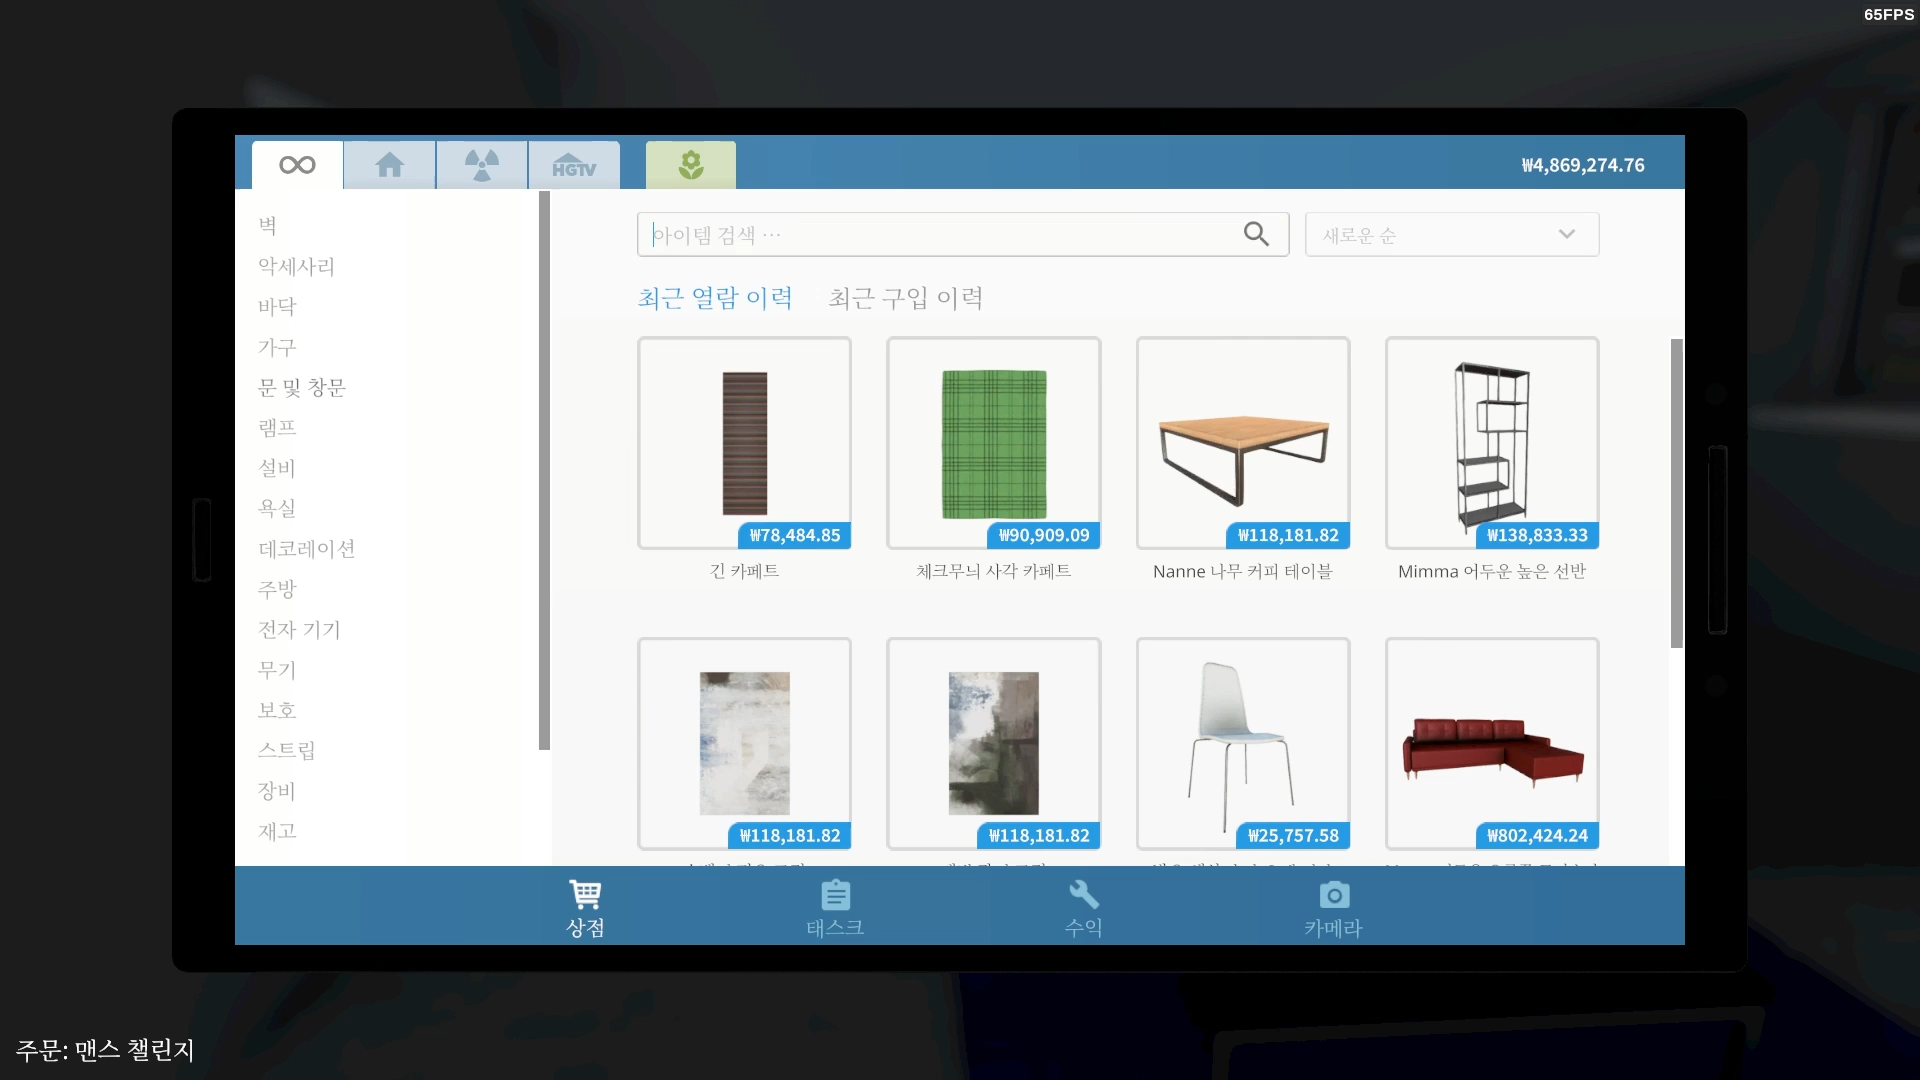 65FPS
HGTV
₩4,869,274.76
벽
악세사리
바닥
가구
문 및 창문
램프
설비
욕실
데코레이션
주방
전자 기기
무기
보호
스트립
장비
재고
아이템 검색 ...
새로운 순
최근 열람 이력
최근 구입 이력
₩78,484.85
₩90,909.09
₩118,181.82
₩138,833.33
긴 카페트
체크무늬 사각 카페트
Nanne 나무 커피 테이블
Mimma 어두운 높은 선반
₩118,181.82
₩118,181.82
₩25,757.58
₩802,424.24
상점
태스크
수익
카메라
주문: 맨스 챌린지